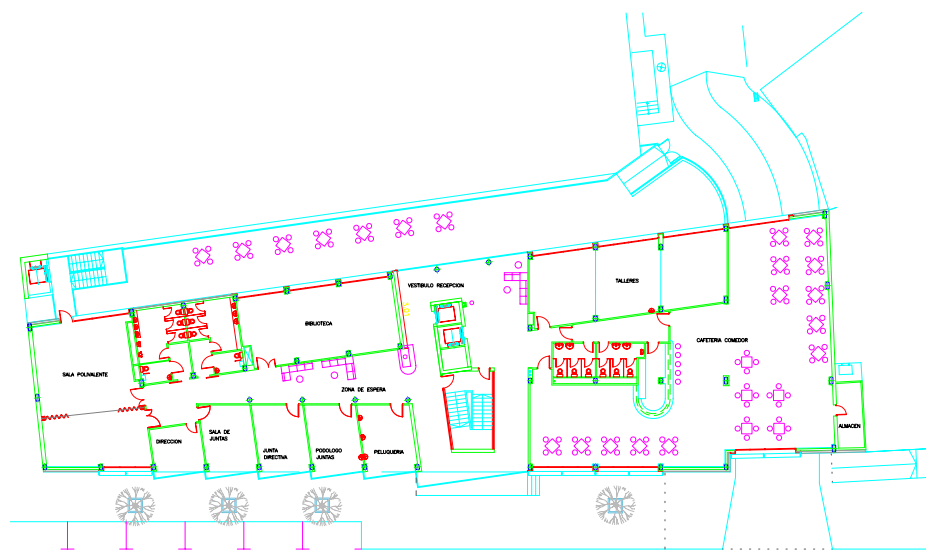 VESTIBULO RECEPCION
TALLERES
BIBLIOTECA
CAFETERIA COMEDOR
SALA POLIVALENTE
ZONA DE ESPERA
ALMACEN
DIRECCION
SALA DE
JUNTAS
JUNTA
DIRECTIVA
PODOLOGO
JUNTAS
PELUQUERIA